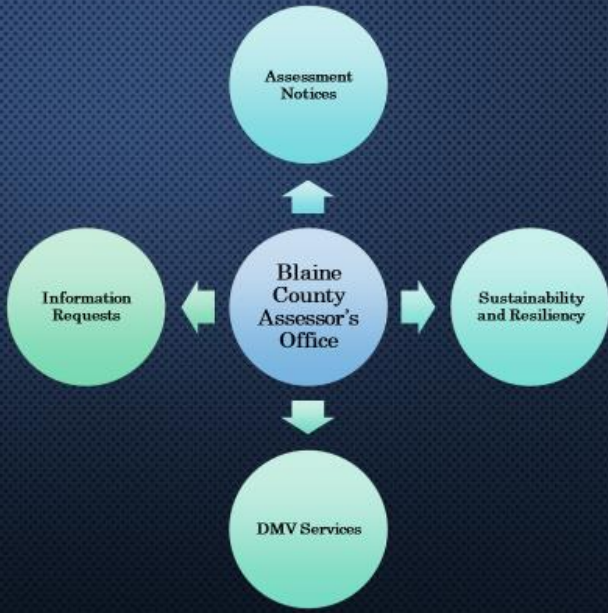 Assessment
Notices
Information
Requests
Blaine
County
Assessor's
Office
Sustainability
and Resiliency
DMV Services